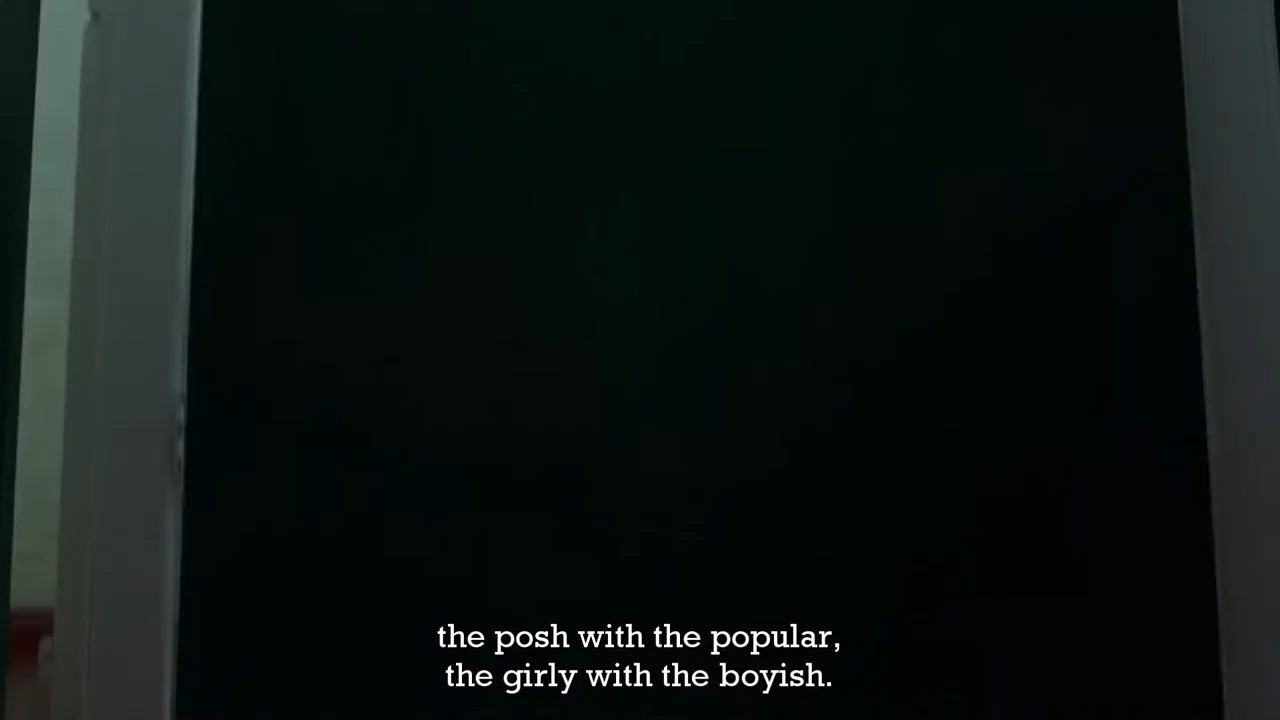 the posh with the popular,
the girly with the boyish.